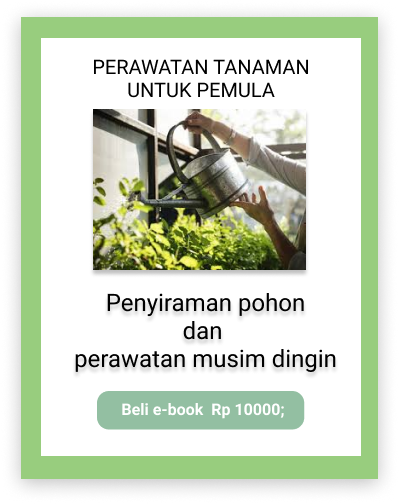 PERAWATAN TANAMAN
UNTUK PEMULA
Penyiraman pohon
dan
perawatan musim dingin
Beli e-book Rp 10000;